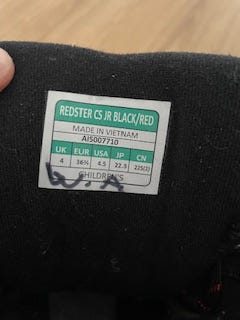 REDSTER CS JR BLACK/RED
MADE IN VIETNAM
AI5007710
UK EUR USA JP CN
4 36⅔ 4.5 22.5 225(2)
CHILDREN'S
W.A